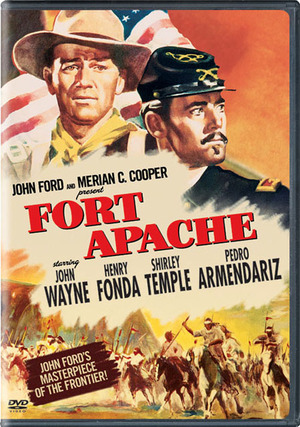 JOHN FORD AND MERIAN C. COOPER
present
FORT
APACHE
starring
JOHN WAYNE
HENRY FONDA
SHIRLEY TEMPLE
PEDRO ARMENDARIZ
JOHN FORD'S
MASTERPIECE
OF THE FRONTIER!
DVD
VIDEO